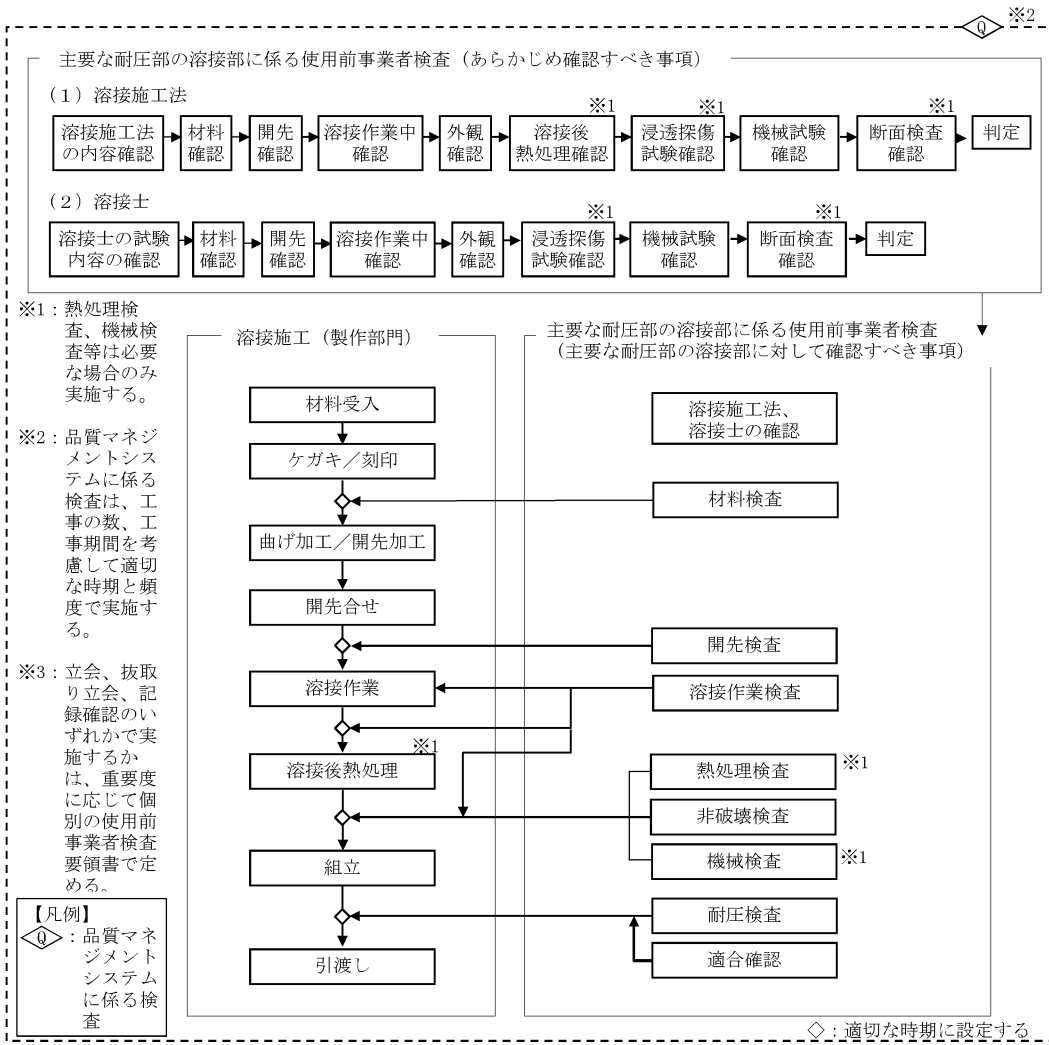 Q ※2
主要な耐圧部の溶接部に係る使用前事業者検査（あらかじめ確認すべき事項）
（１）溶接施工法
溶接施工法
の内容確認
材料
確認
開先
確認
溶接作業中
確認
外観
確認
※1
溶接後
熱処理確認
※1
浸透探傷
試験確認
機械試験
確認
※1
断面検査
確認
判定
（２）溶接士
溶接士の試験
内容の確認
材料
確認
開先
確認
溶接作業中
確認
外観
確認
※1
浸透探傷
試験確認
機械試験
確認
※1
断面検査
確認
判定
※1：熱処理検
査、機械検
査等は必要
な場合のみ
実施する。
※2：品質マネジ
メントシス
テムに係る
検査は、工
事の数、工
事期間を考
慮して適切
な時期と頻
度で実施す
る。
※3：立会、抜取
り立会、記
録確認のい
ずれかで実
施するか
は、重要度
に応じて個
別の使用前
事業者検査
要領書で定
める。
【凡例】
Q：品質マネ
ジメント
システム
に係る検
査
溶接施工（製作部門）
材料受入
ケガキ／刻印
曲げ加工／開先加工
開先合せ
溶接作業
※1
溶接後熱処理
組立
引渡し
主要な耐圧部の溶接部に係る使用前事業者検査
（主要な耐圧部の溶接部に対して確認すべき事項）
溶接施工法、
溶接士の確認
材料検査
開先検査
溶接作業検査
熱処理検査 ※1
非破壊検査
機械検査 ※1
耐圧検査
適合確認
◇：適切な時期に設定する